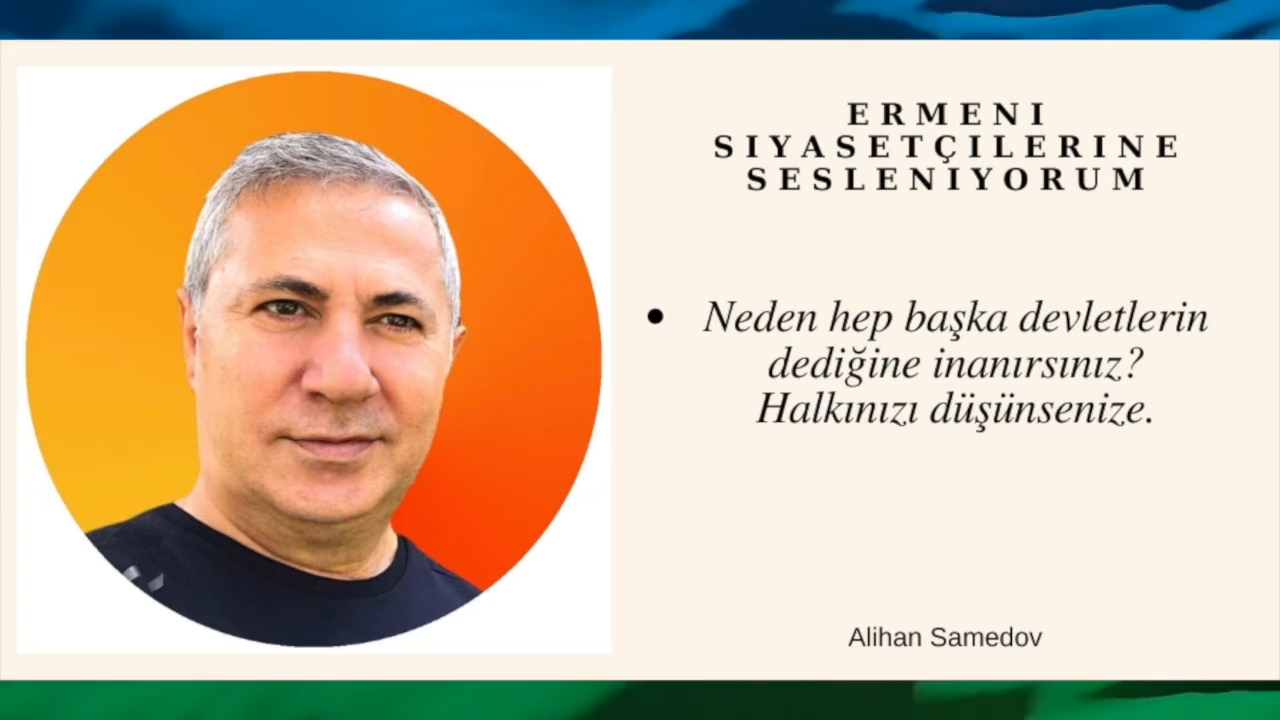 ERMENI
SIYASETÇILERINE
SESLENIYORUM
• Neden hep başka devletlerin
dediğine inanırsınız?
Halkınızı düşünsenize.
Alihan Samedov